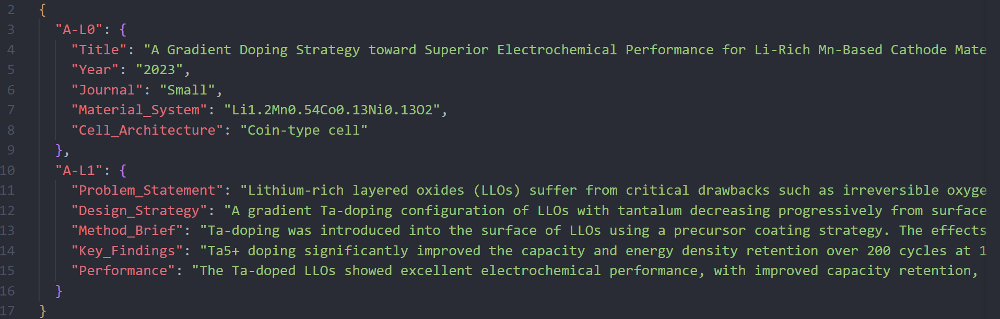 2 {
3 "A-L0": {
4 "Title": "A Gradient Doping Strategy toward Superior Electrochemical Performance for Li-Rich Mn-Based Cathode Mate
5 "Year": "2023",
6 "Journal": "Small",
7 "Material_System": "Li1.2Mn0.54Co0.13Ni0.13O2",
8 "Cell_Architecture": "Coin-type cell"
9 },
10 "A-L1": {
11 "Problem_Statement": "Lithium-rich layered oxides (LLOs) suffer from critical drawbacks such as irreversible oxyge
12 "Design_Strategy": "A gradient Ta-doping configuration of LLOs with tantalum decreasing progressively from surface
13 "Method_Brief": "Ta-doping was introduced into the surface of LLOs using a precursor coating strategy. The effects
14 "Key_Findings": "Ta5+ doping significantly improved the capacity and energy density retention over 200 cycles at 1
15 "Performance": "The Ta-doped LLOs showed excellent electrochemical performance, with improved capacity retention,
16 }
17 }